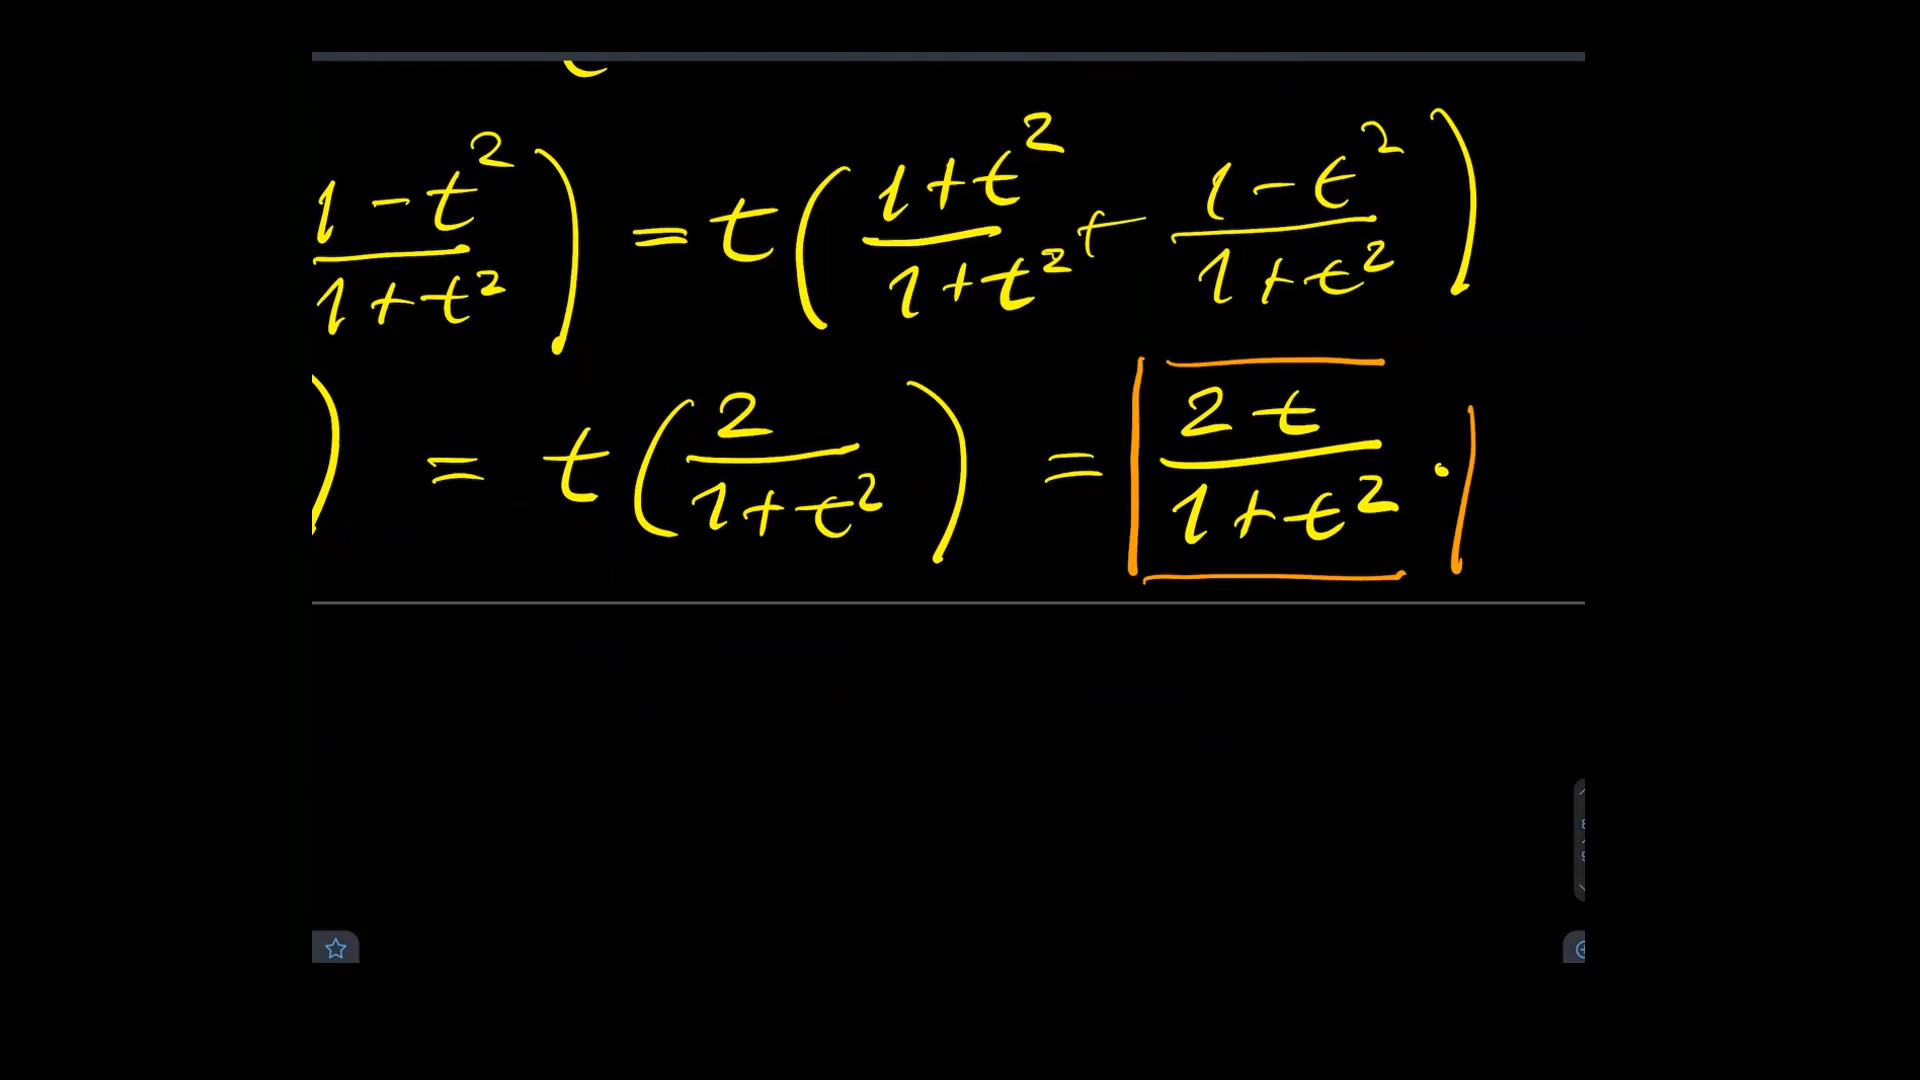 (1-t²)/(1+t²) ) = t( (1+t²)/(1+t²) + (1-t²)/(1+t²) )
) = t( 2/(1+t²) ) = 2t/(1+t²) .